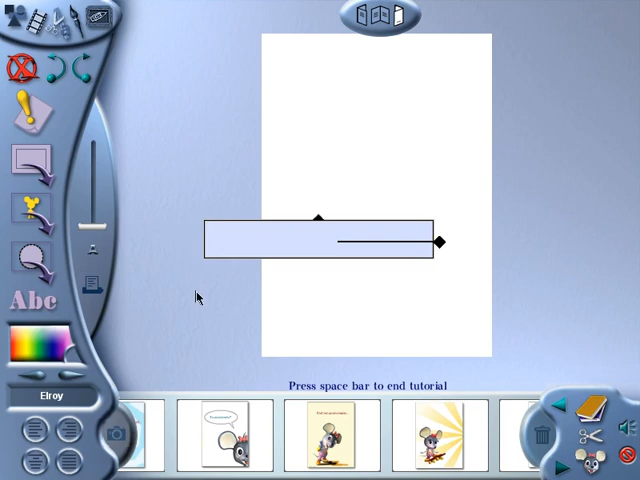 Abc
Press space bar to end tutorial
Elroy